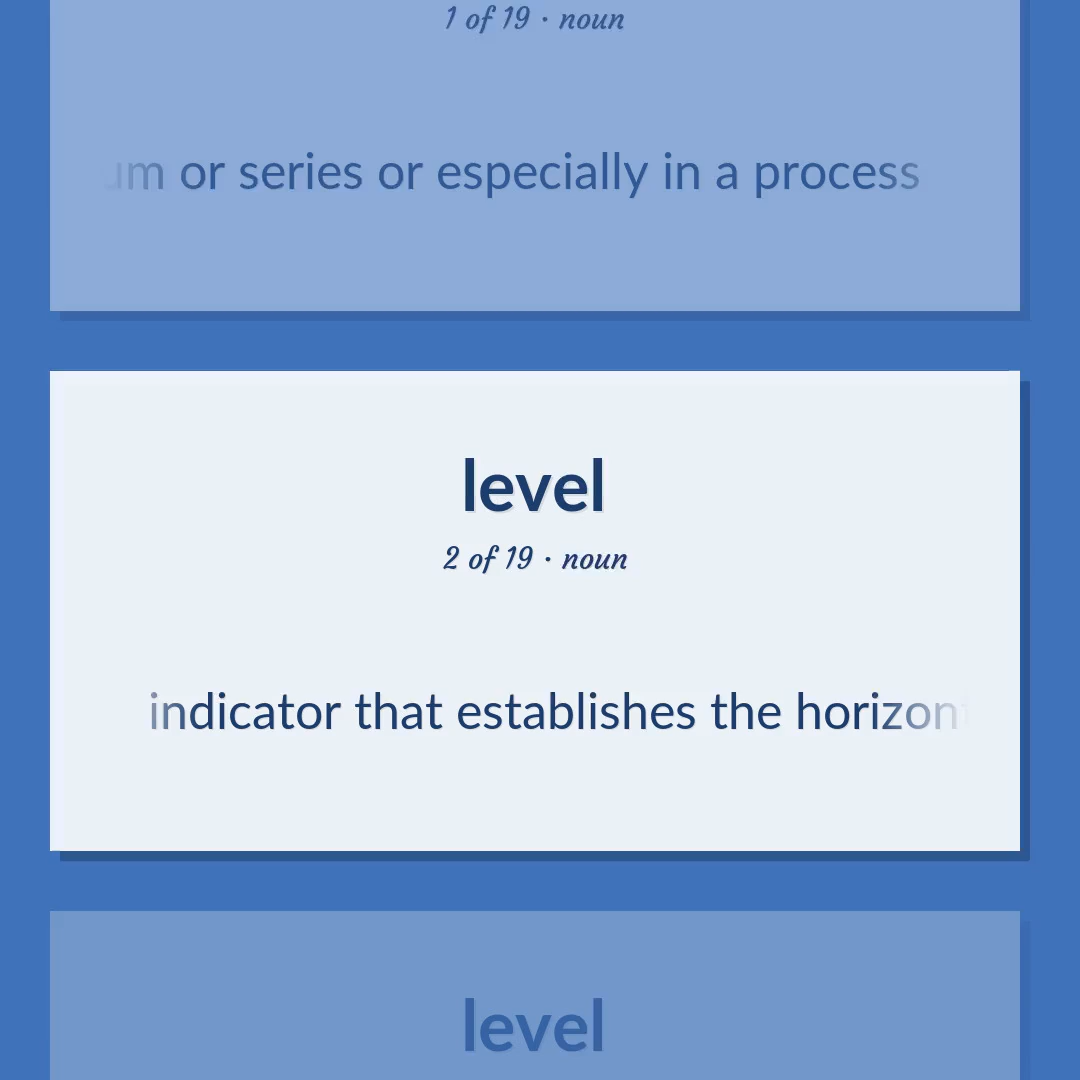 1 of 19 · noun
or series or especially in a process
level
2 of 19 · noun
indicator that establishes the
level